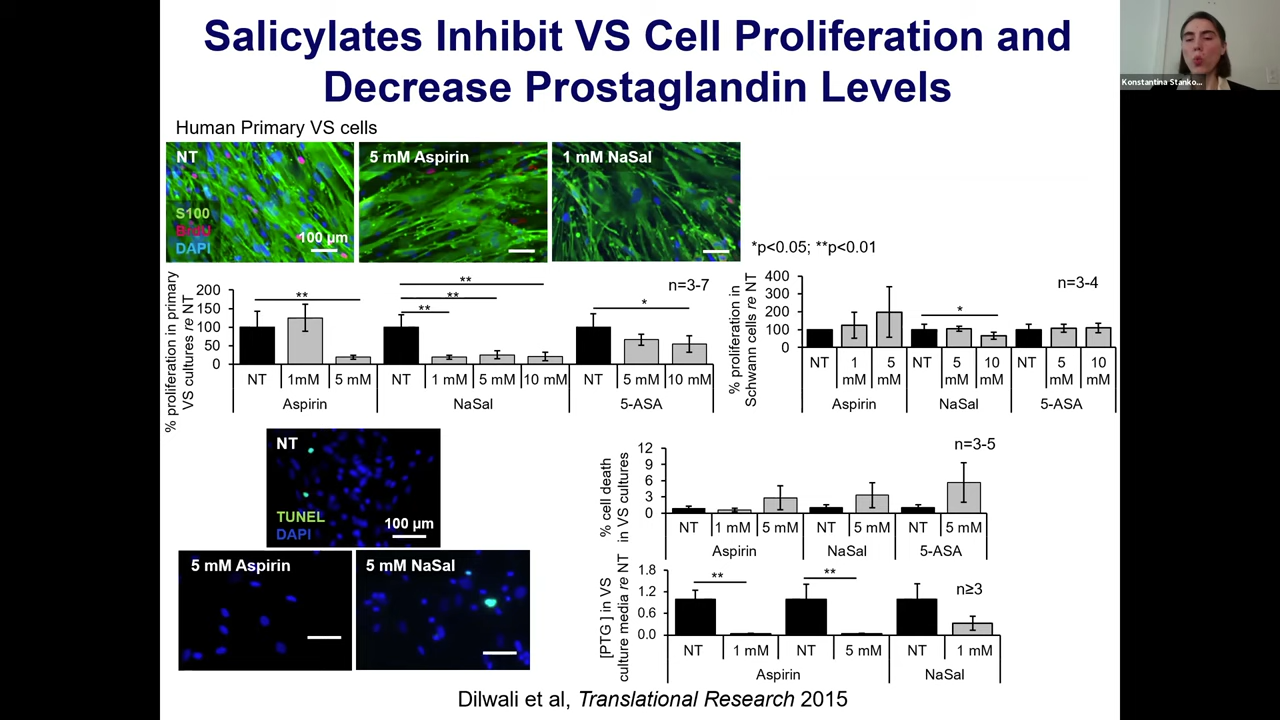 Salicylates Inhibit VS Cell Proliferation and
Decrease Prostaglandin Levels
Konstantina Stanko...
Human Primary VS cells
NT
S100
BrdU
DAPI
100 µm
5 mM Aspirin
1 mM NaSal
*p<0.05; **p<0.01
% proliferation in primary
VS cultures re NT
200
150
100
50
0
**
**
**
**
*
n=3-7
NT 1mM 5 mM NT 1 mM 5 mM 10 mM NT 5 mM 10 mM
Aspirin NaSal 5-ASA
% proliferation in
Schwann cells re NT
400
300
200
100
0
*
n=3-4
NT 1 mM 5 mM NT 5 mM 10 mM NT 5 mM 10 mM
Aspirin NaSal 5-ASA
NT
TUNEL
DAPI
100 µm
5 mM Aspirin
5 mM NaSal
% cell death
in VS cultures
12
9
6
3
0
n=3-5
NT 1 mM 5 mM NT 5 mM NT 5 mM
Aspirin NaSal 5-ASA
[PTG ] in VS
culture media re NT
1.8
1.2
0.6
0.0
**
**
n≥3
NT 1 mM NT 5 mM NT 1 mM
Aspirin NaSal
Dilwali et al, Translational Research 2015